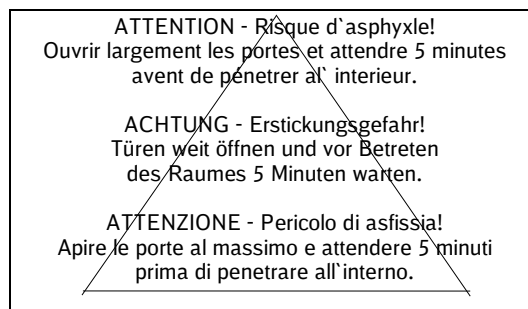 ATTENTION - Risque d`asphyxle!
Ouvrir largement les portes et attendre 5 minutes
avent de pénetrer al` interieur.
ACHTUNG - Erstickungsgefahr!
Türen weit öffnen und vor Betreten
des Raumes 5 Minuten warten.
ATTENZIONE - Pericolo di asfissia!
Apire le porte al massimo e attendere 5 minuti
prima di penetrare all`interno.